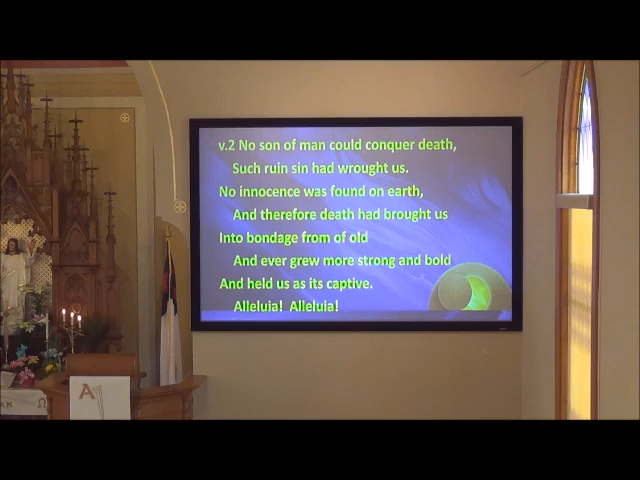 v.2 No son of man could conquer death,
Such ruin sin had wrought us.
No innocence was found on earth,
And therefore death had brought us
Into bondage from of old
And ever grew more strong and bold
And held us as its captive.
Alleluia!  Alleluia!
A
Ω